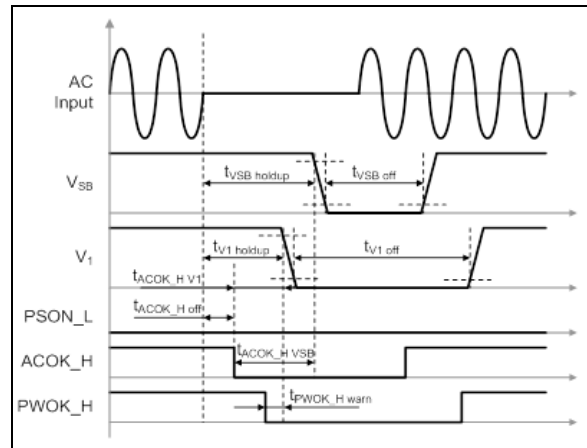 AC
Input
tVSB holdup
tVSB off
VSB
tV1 holdup
tV1 off
V1
tACOK_H V1
tACOK_H off
PSON_L
tACOK_H VSB
ACOK_H
tPWOK_H warn
PWOK_H